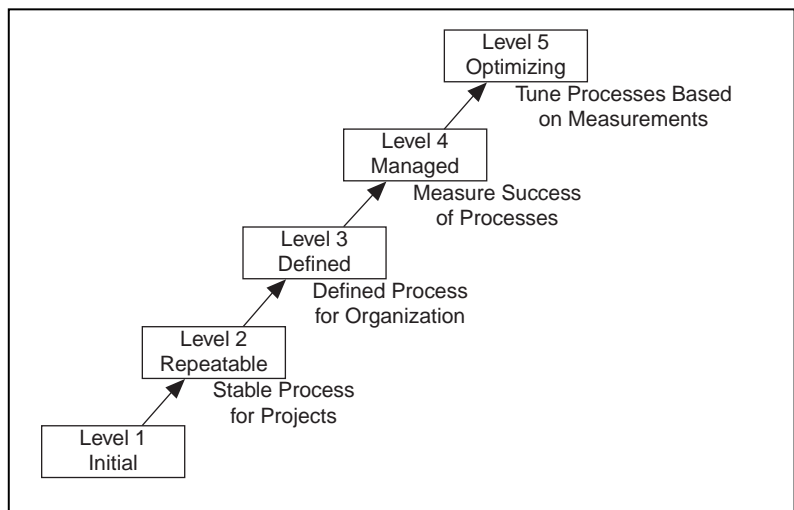 Level 5
Optimizing
Tune Processes Based
on Measurements
Level 4
Managed
Measure Success
of Processes
Level 3
Defined
Defined Process
for Organization
Level 2
Repeatable
Stable Process
for Projects
Level 1
Initial